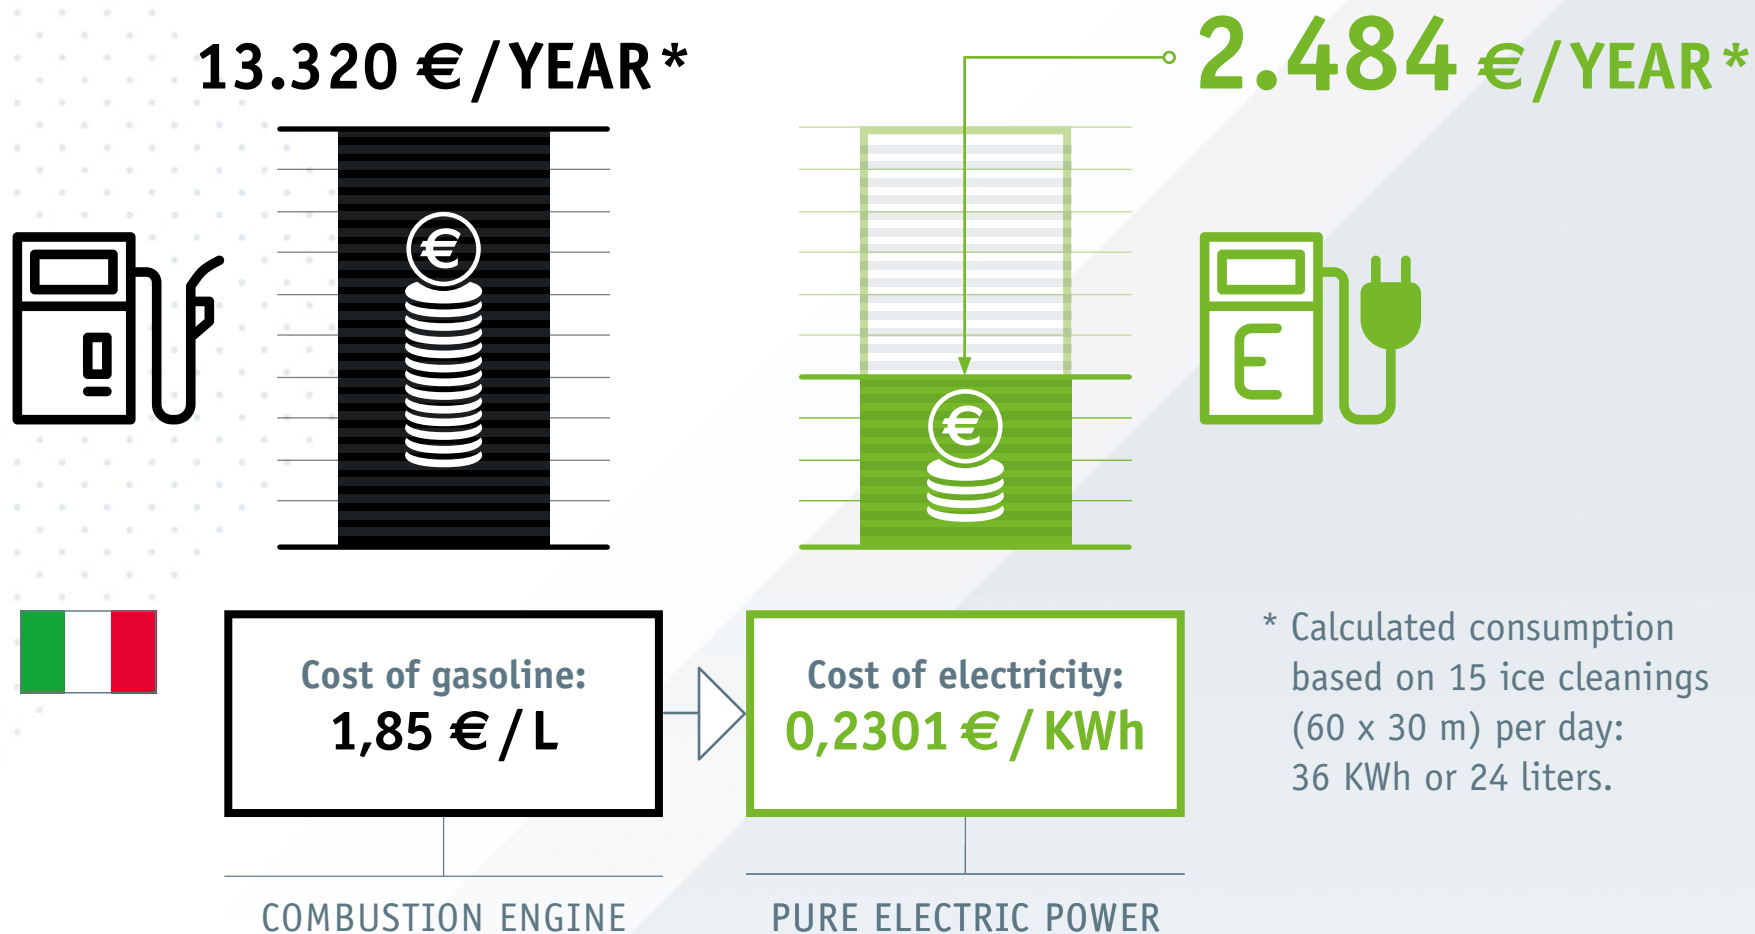 13.320 €/YEAR*
2.484 €/YEAR*
€
€
E
Cost of gasoline:
1,85 €/L
Cost of electricity:
0,2301 €/KWh
* Calculated consumption
based on 15 ice cleanings
(60 x 30 m) per day:
36 KWh or 24 liters.
COMBUSTION ENGINE
PURE ELECTRIC POWER